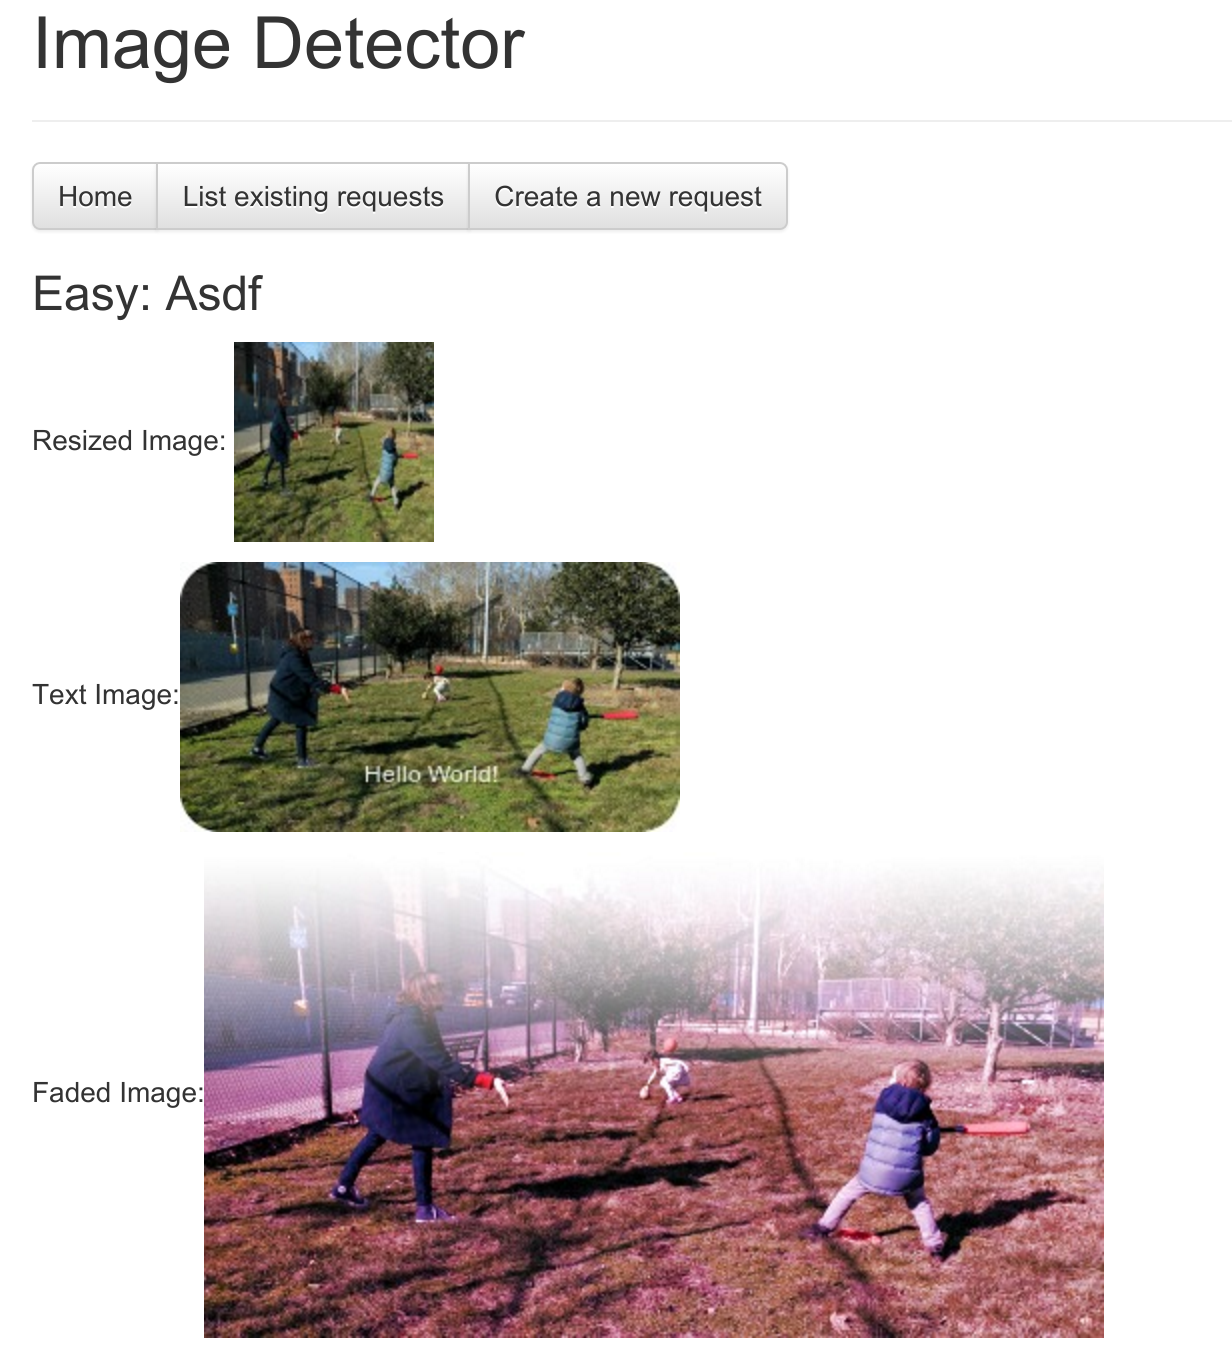 Image Detector
Home
List existing requests
Create a new request
Easy: Asdf
Resized Image:
Text Image:
Hello World!
Faded Image: